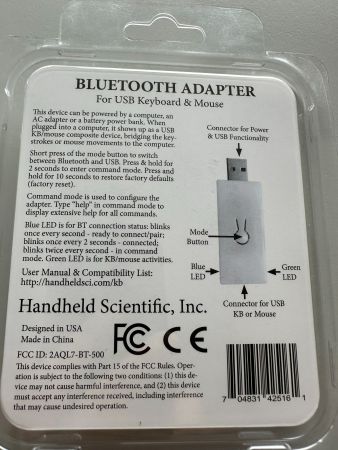 BLUETOOTH ADAPTER
For USB Keyboard & Mouse
This device can be powered by a computer, an
AC adapter or a battery power bank. When
plugged into a computer, it shows up as a USB
KB/mouse composite device, bridging the key-
strokes or mouse movements to the computer.
Short press of the mode button to switch
between Bluetooth and USB. Press & hold for
2 seconds to enter command mode. Press and
hold for 10 seconds to restore factory defaults
(factory reset).
Command mode is used to configure the
adapter. Type "help" in command mode to
display extensive help for all commands.
Blue LED is for BT connection status: blinks
once every second - ready to connect/pair;
blinks once every 2 seconds - connected;
blinks twice every second - in command
mode. Green LED is for KB/mouse activities.
User Manual & Compatibility List:
http://handheldsci.com/kb
Connector for Power
& USB Functionality
Mode
Button
Blue
LED
Green
LED
Connector for USB
KB or Mouse
Handheld Scientific, Inc.
Designed in USA
Made in China
FC CE
FCC ID: 2AQL7-BT-500
This device complies with Part 15 of the FCC Rules. Oper-
ation is subject to the following two conditions: (1) this de-
vice may not cause harmful interference, and (2) this device
must accept any interference received, including interference
that may cause undesired operation.
7 04831 42516 1